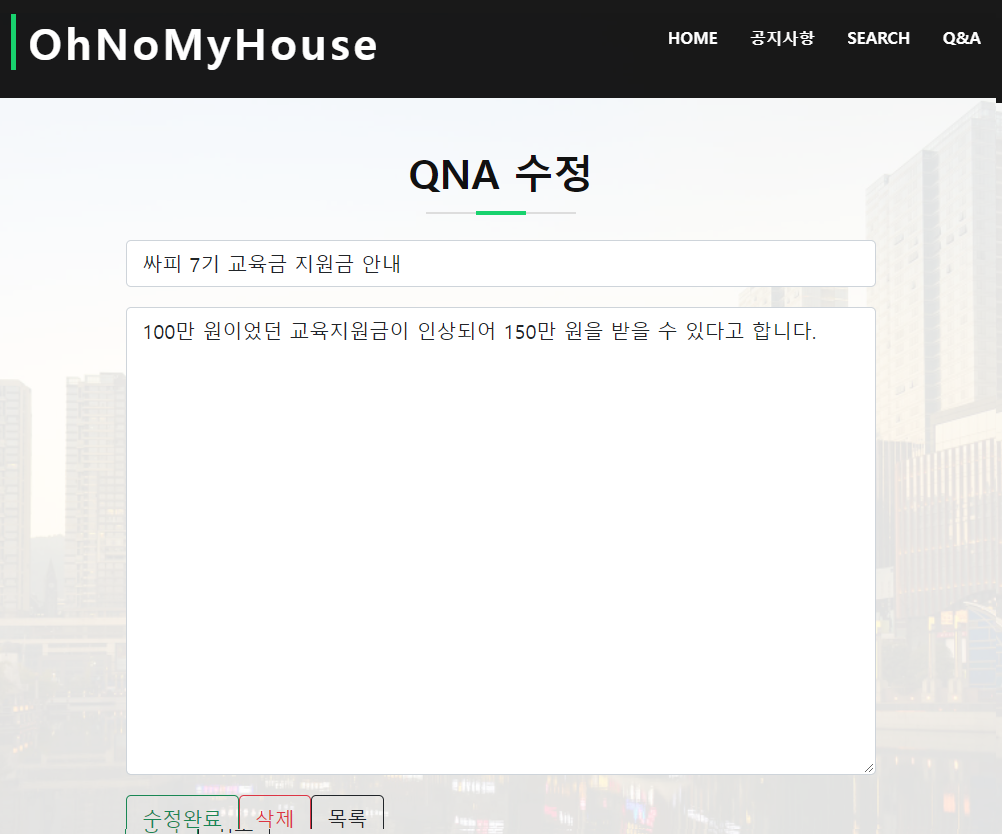 OhNoMyHouse
HOME 공지사항 SEARCH Q&A
QNA 수정
싸피 7기 교육금 지원금 안내
100만 원이었던 교육지원금이 인상되어 150만 원을 받을 수 있다고 합니다.
수정완료 삭제 목록